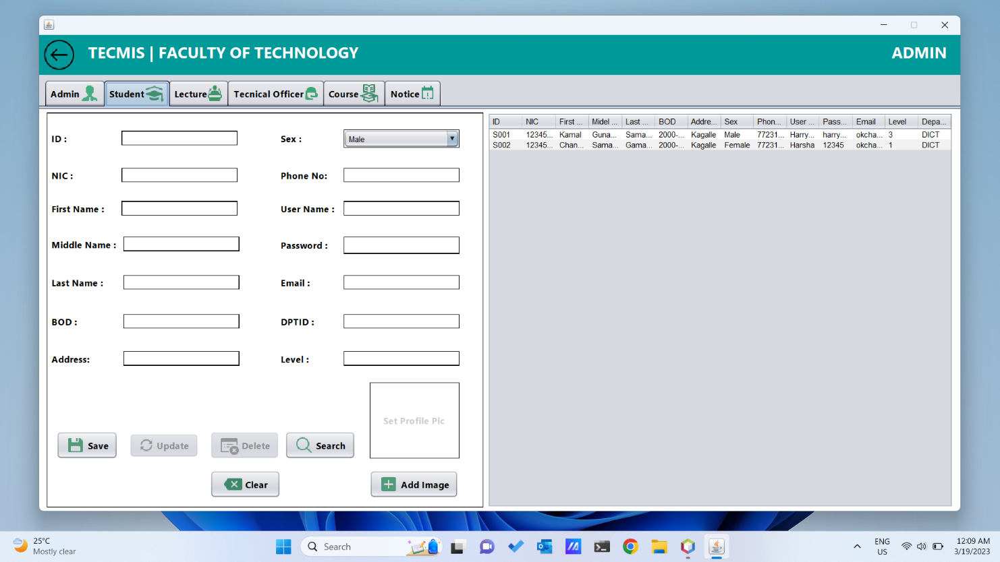 TECMIS | FACULTY OF TECHNOLOGY
ADMIN
Admin
Student
Lecture
Tecnical Officer
Course
Notice
ID :
Sex :
Male
NIC :
Phone No:
First Name :
User Name :
Middle Name :
Password :
Last Name :
Email :
BOD :
DPTID :
Address:
Level :
Set Profile Pic
Save
Update
Delete
Search
Clear
Add Image
ID NIC First ... Midel ... Last ... BOD Addre... Sex Phon... User ... Pass... Email Level Depa...
S001 12345... Kamal Guna... Sama... 2000-... Kagalle Male 77231... Harry... harry... okcha... 3 DICT
S002 12345... Chan... Sama... Gama... 2000-... Kagalle Female 77231... Harsha 12345 okcha... 1 DICT
25°C
Mostly clear
Search
ENG
US
12:09 AM
3/19/2023